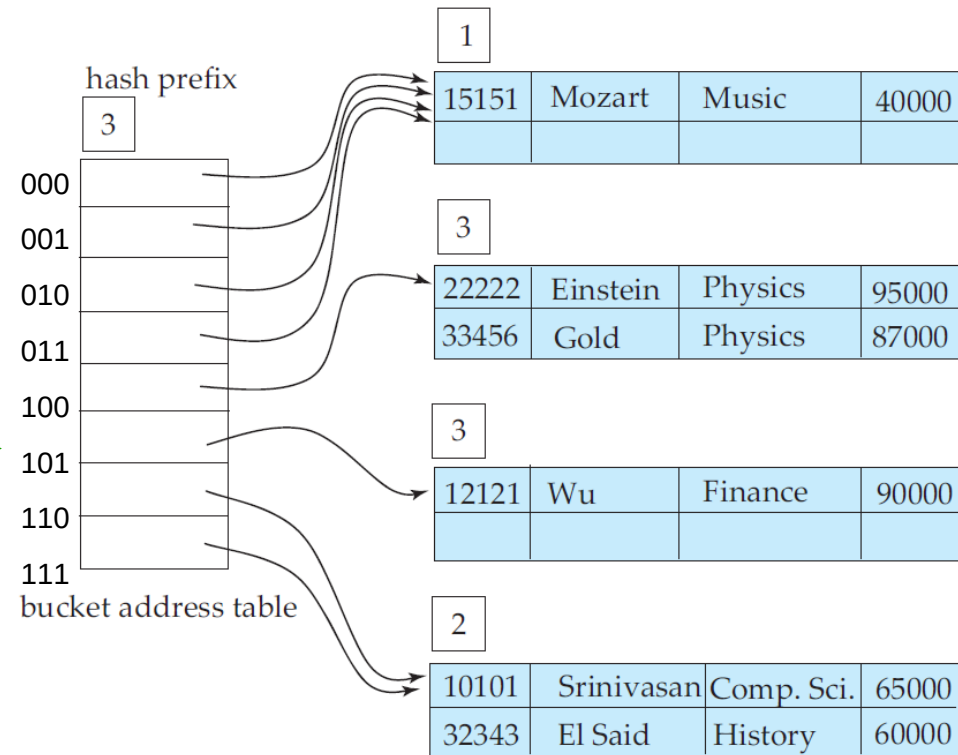 hash prefix
3
000
001
010
011
100
101
110
111
bucket address table
1
15151 Mozart Music 40000
3
22222 Einstein Physics 95000
33456 Gold Physics 87000
3
12121 Wu Finance 90000
2
10101 Srinivasan Comp. Sci. 65000
32343 El Said History 60000